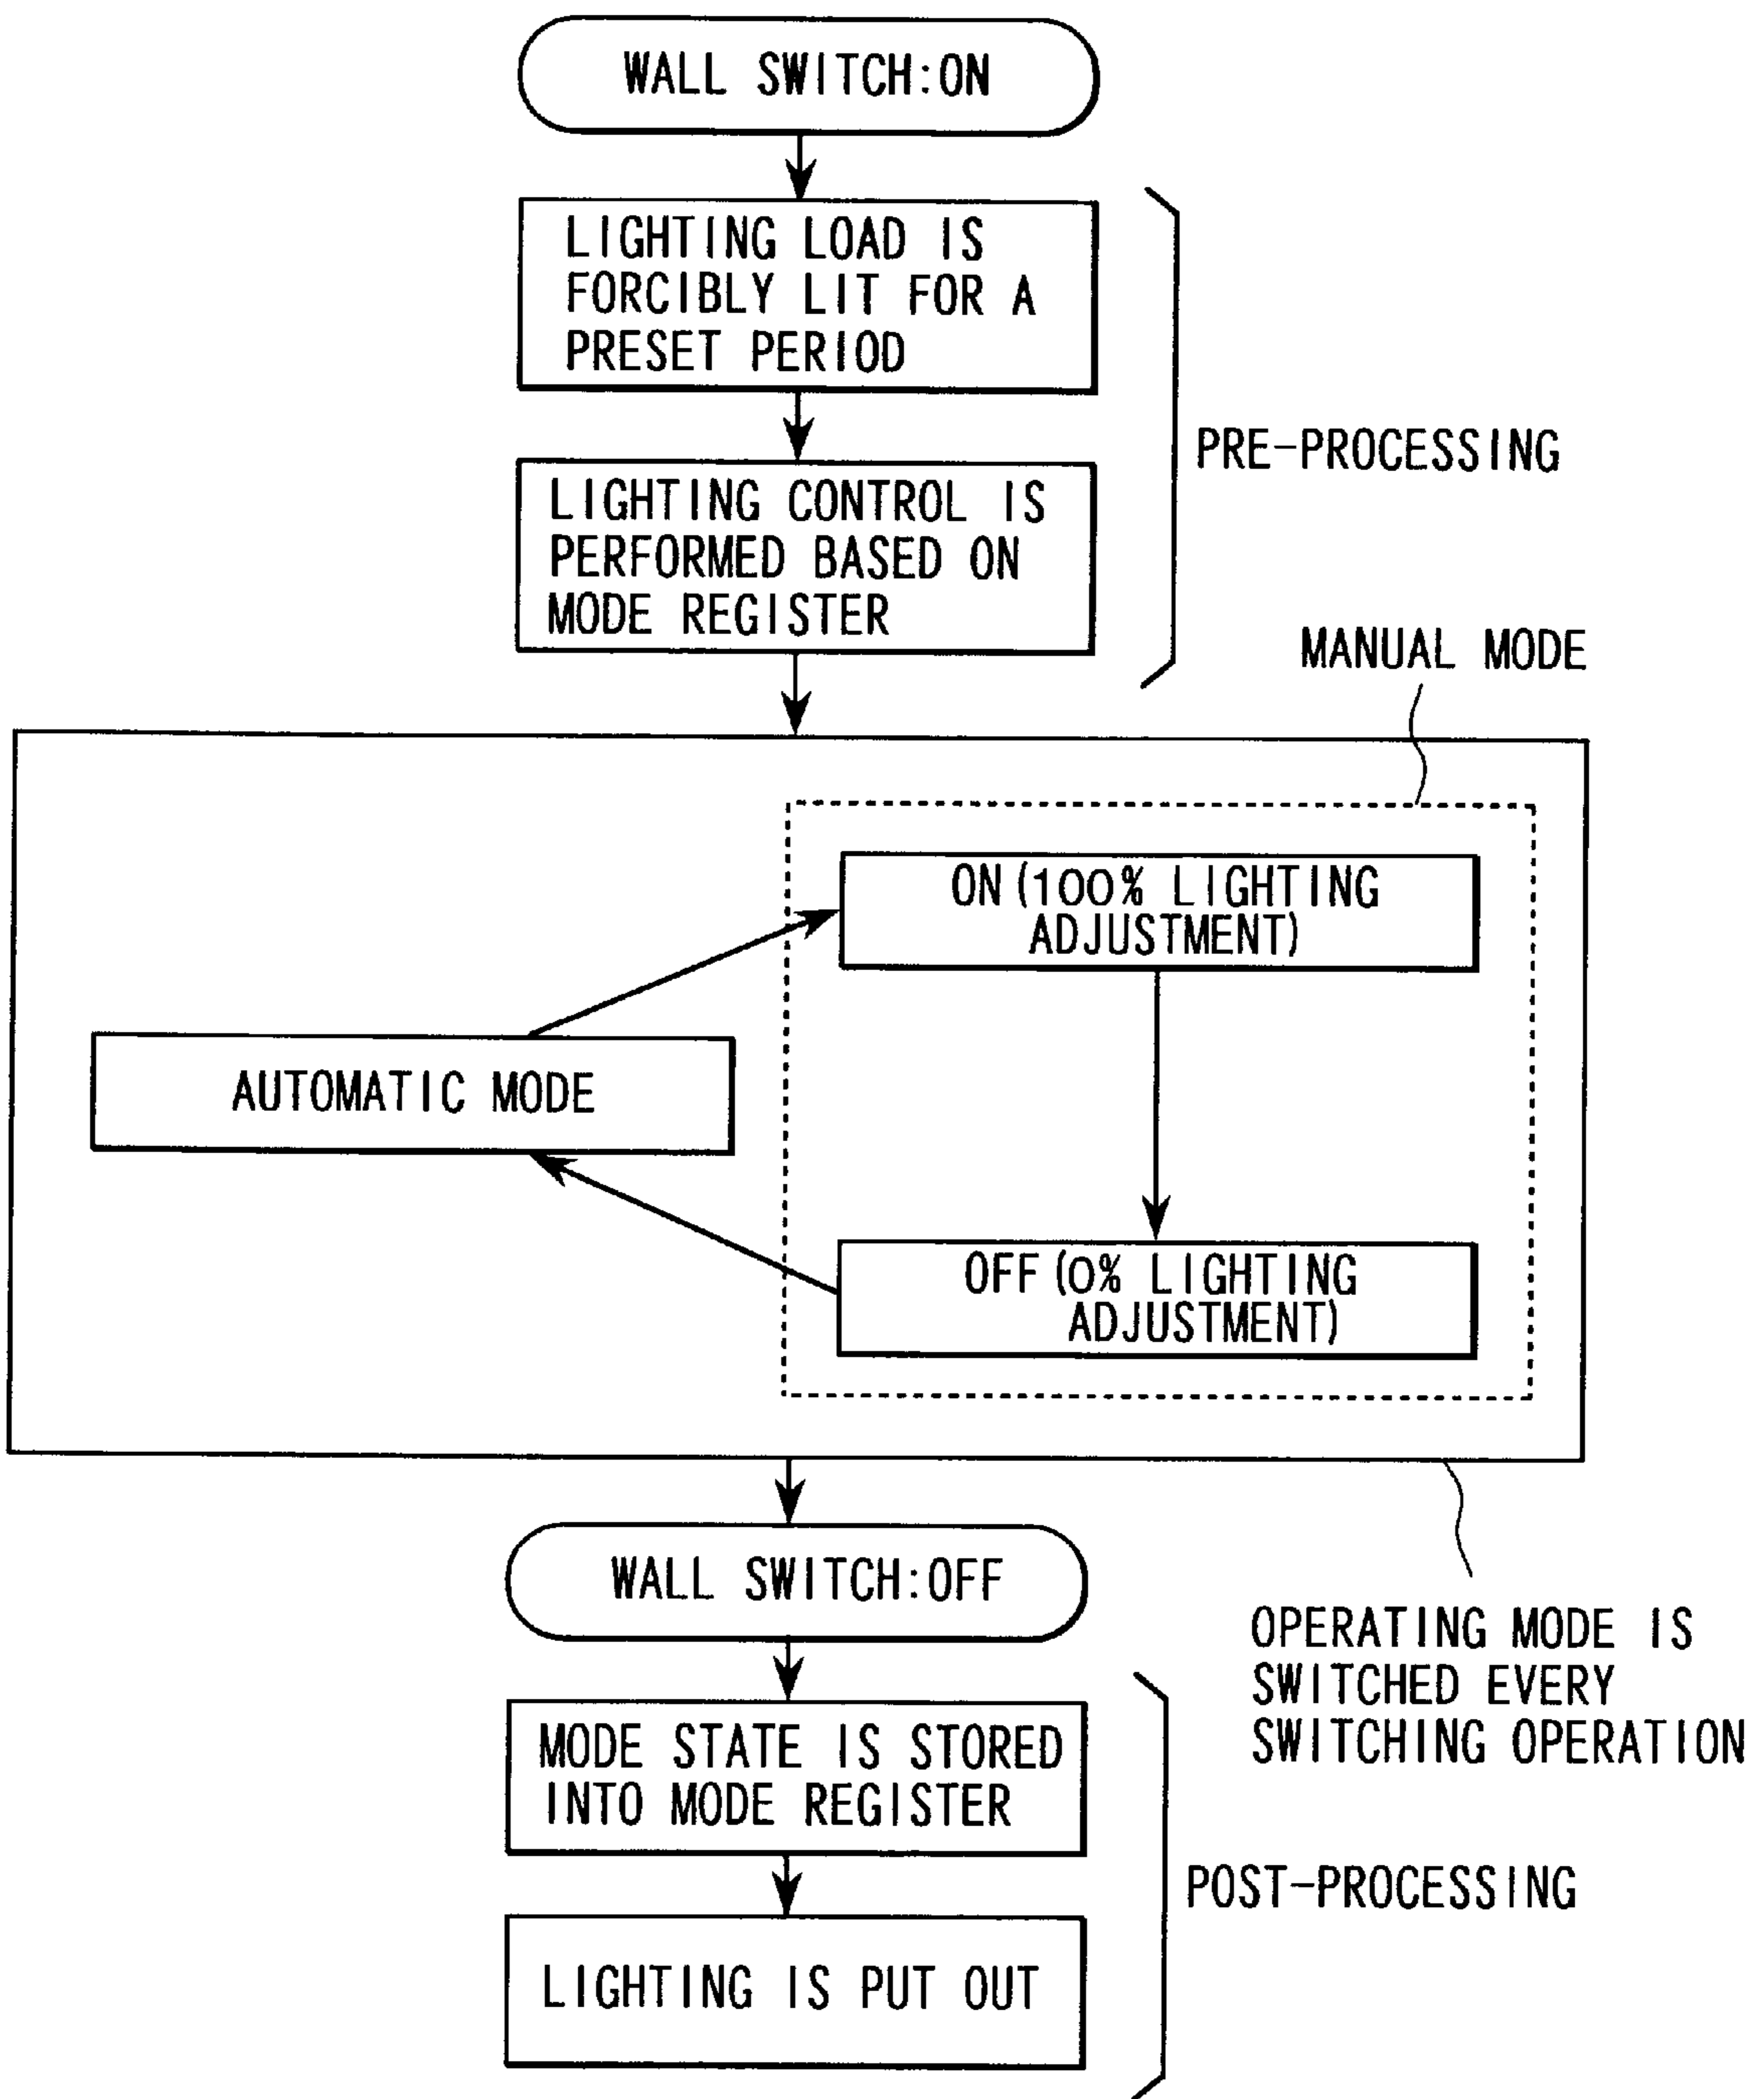 WALL SWITCH:ON
LIGHTING LOAD IS
FORCIBLY LIT FOR A
PRESET PERIOD
PRE-PROCESSING
LIGHTING CONTROL IS
PERFORMED BASED ON
MODE REGISTER
MANUAL MODE
ON (100% LIGHTING
ADJUSTMENT)
AUTOMATIC MODE
OFF (0% LIGHTING
ADJUSTMENT)
WALL SWITCH:OFF
OPERATING MODE IS
SWITCHED EVERY
SWITCHING OPERATION
MODE STATE IS STORED
INTO MODE REGISTER
POST-PROCESSING
LIGHTING IS PUT OUT